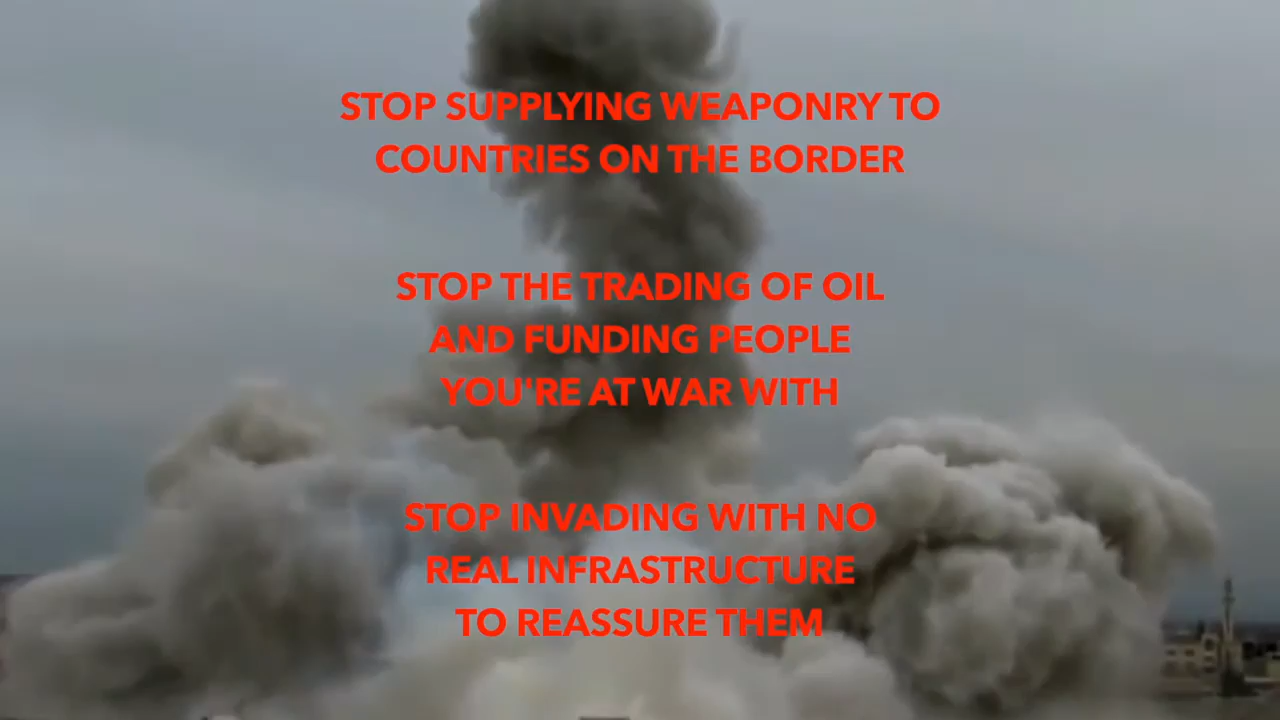 STOP SUPPLYING WEAPONRY TO
COUNTRIES ON THE BORDER
STOP THE TRADING OF OIL
AND FUNDING PEOPLE
YOU'RE AT WAR WITH
STOP INVADING WITH NO
REAL INFRASTRUCTURE
TO REASSURE THEM